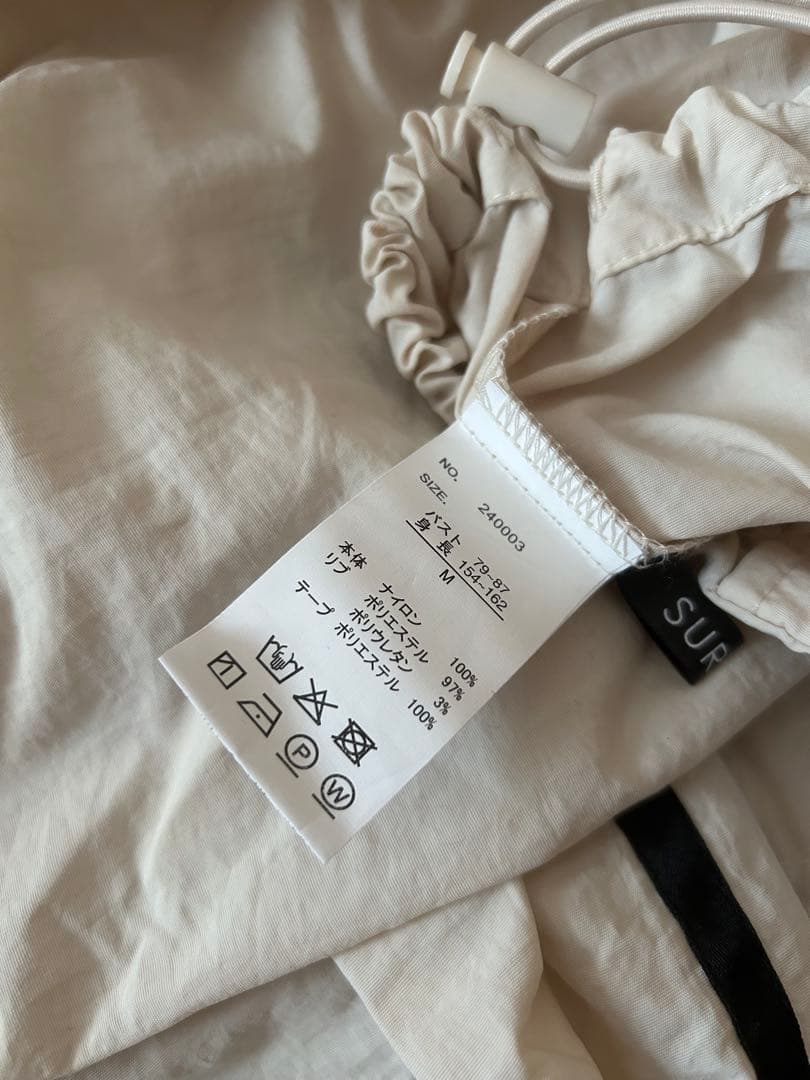 NO. 240003
SIZE.
バスト 79~87
身長 154~162
M
本体 ナイロン 100%
リブ ポリエステル 97%
ポリウレタン 3%
テープ ポリエステル 100%
P
W
SUR